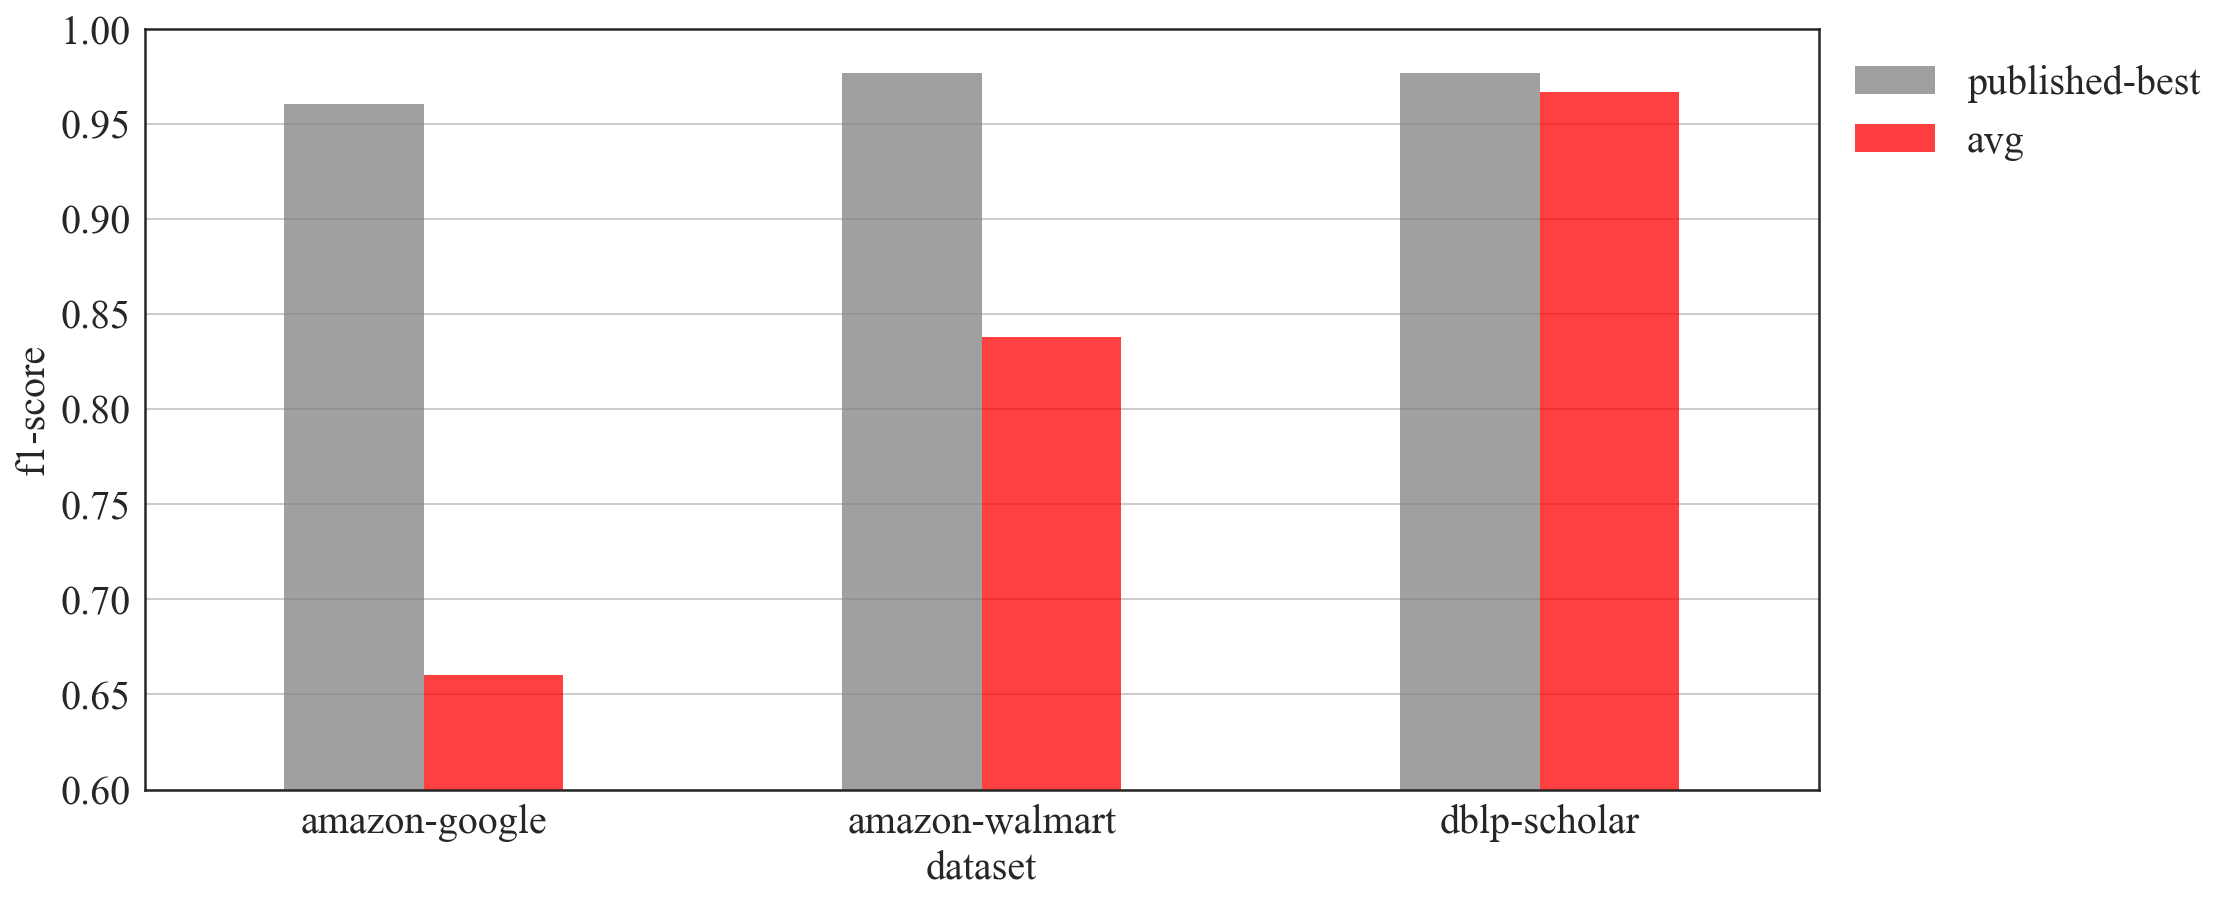 1.00
0.95
0.90
0.85
0.80
0.75
0.70
0.65
0.60
f1-score
amazon-google
amazon-walmart
dblp-scholar
dataset
published-best
avg